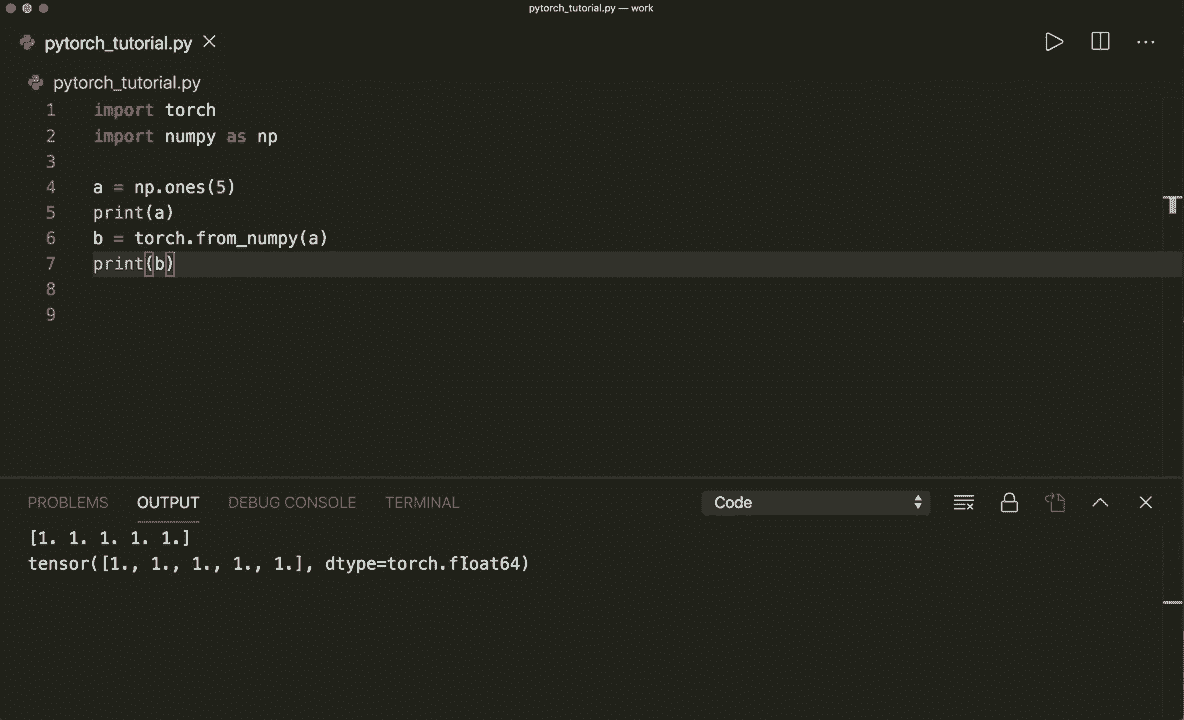 pytorch_tutorial.py — work
pytorch_tutorial.py
pytorch_tutorial.py
1 import torch
2 import numpy as np
3
4 a = np.ones(5)
5 print(a)
6 b = torch.from_numpy(a)
7 print(b)
8
9
PROBLEMS OUTPUT DEBUG CONSOLE TERMINAL Code
[1. 1. 1. 1. 1.]
tensor([1., 1., 1., 1., 1.], dtype=torch.float64)